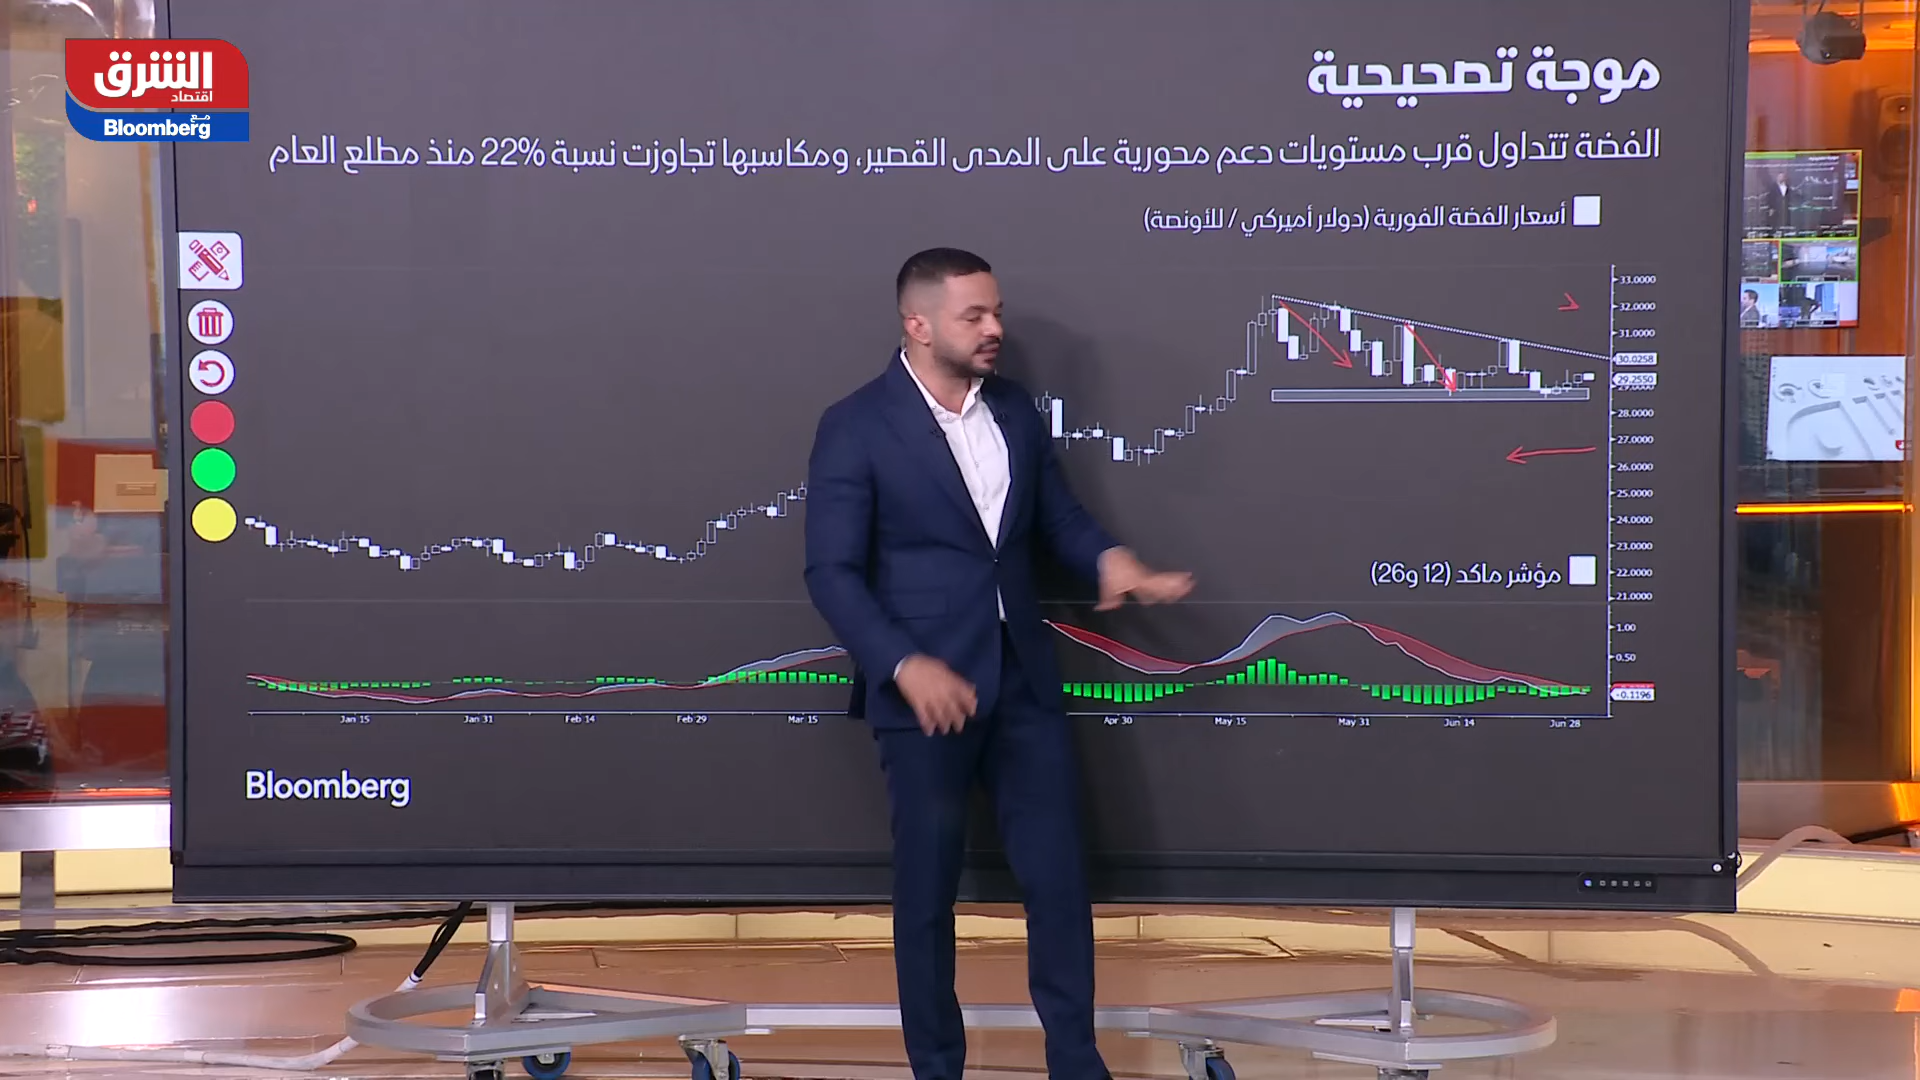 الشرق
اقتصاد
مع
Bloomberg
موجة تصحيحية
الفضة تتداول قرب مستويات دعم محورية على المدى القصير، ومكاسبها تجاوزت نسبة 22% منذ مطلع العام
أسعار الفضة الفورية (دولار أميركي / للأونصة)
33.0000
32.0000
31.0000
30.0258
29.2550
28.0000
27.0000
26.0000
25.0000
24.0000
23.0000
22.0000
21.0000
مؤشر ماكد (12 و26)
1.00
0.50
-0.1196
Jan 15 Jan 31 Feb 14 Feb 29 Mar 15 Apr 30 May 15 May 31 Jun 14 Jun 28
Bloomberg